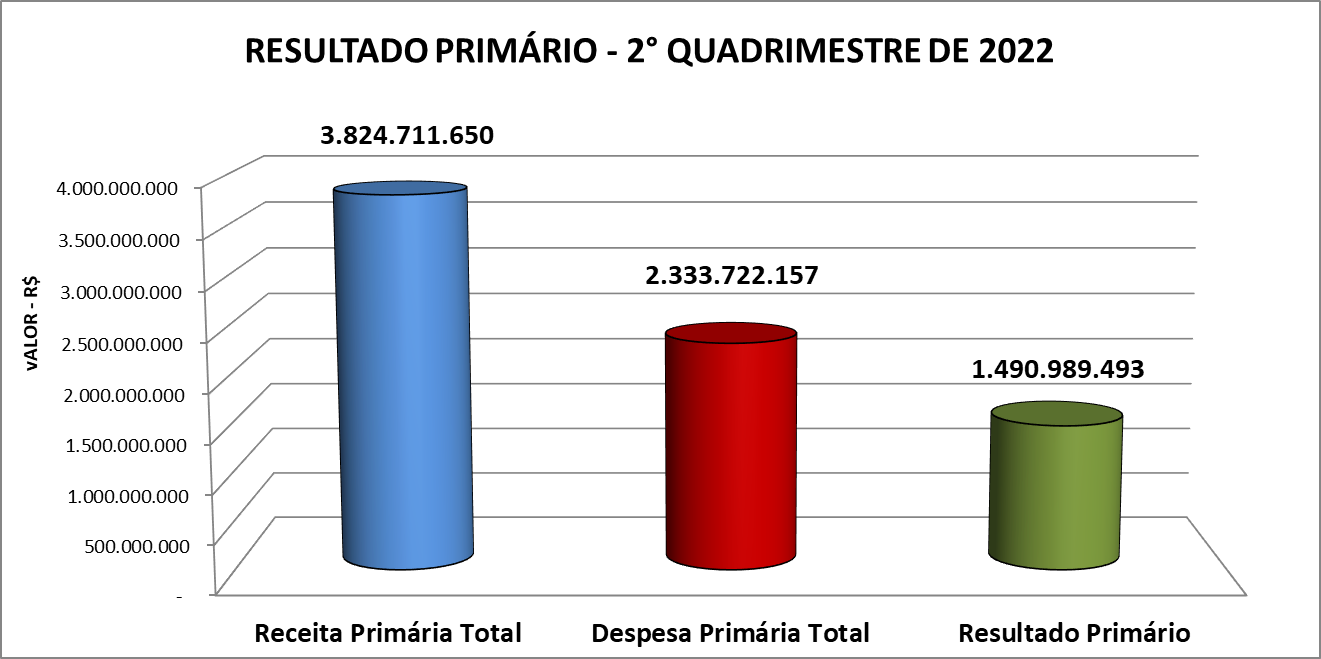 RESULTADO PRIMÁRIO - 2° QUADRIMESTRE DE 2022
3.824.711.650
2.333.722.157
1.490.989.493
vALOR - R$
4.000.000.000
3.500.000.000
3.000.000.000
2.500.000.000
2.000.000.000
1.500.000.000
1.000.000.000
500.000.000
-
Receita Primária Total
Despesa Primária Total
Resultado Primário